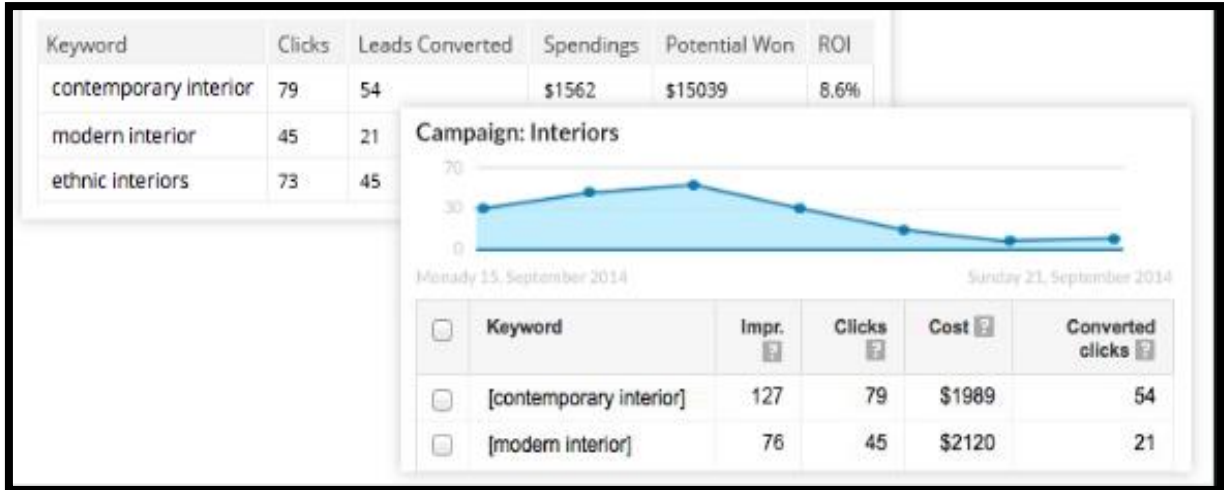 Keyword Clicks Leads Converted Spendings Potential Won ROI
contemporary interior 79 54 $1562 $15039 8.6%
modern interior 45 21
ethnic interiors 73 45
Campaign: Interiors
70
30
0
Monady 15, September 2014 Sunday 21, September 2014
Keyword Impr. ? Clicks ? Cost ? Converted clicks ?
[contemporary interior] 127 79 $1989 54
[modern interior] 76 45 $2120 21